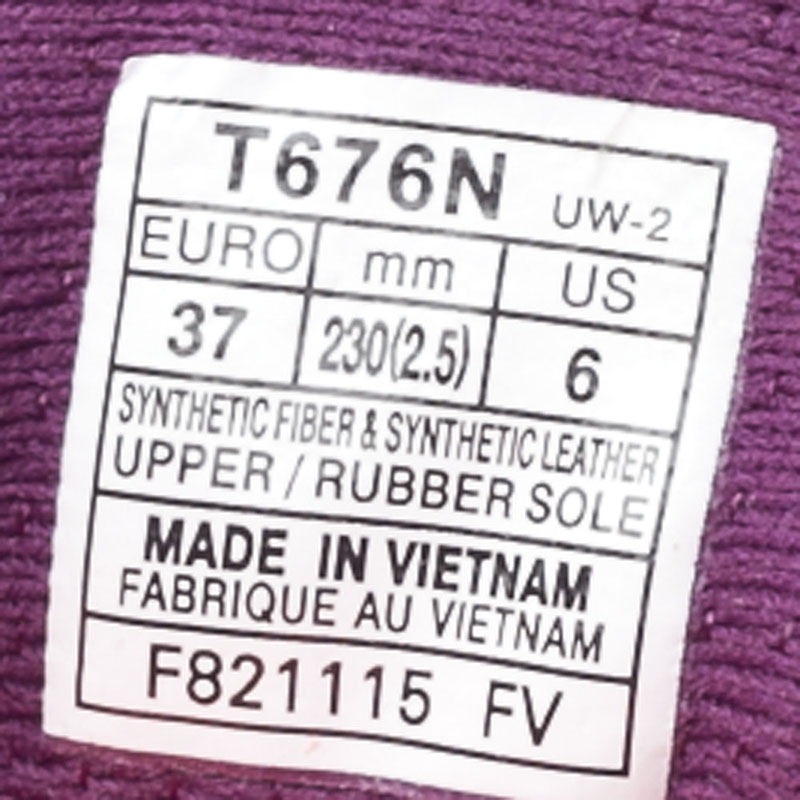 T676N UW-2
EURO mm US
37 230(2.5) 6
SYNTHETIC FIBER & SYNTHETIC LEATHER
UPPER / RUBBER SOLE
MADE IN VIETNAM
FABRIQUE AU VIETNAM
F821115 FV